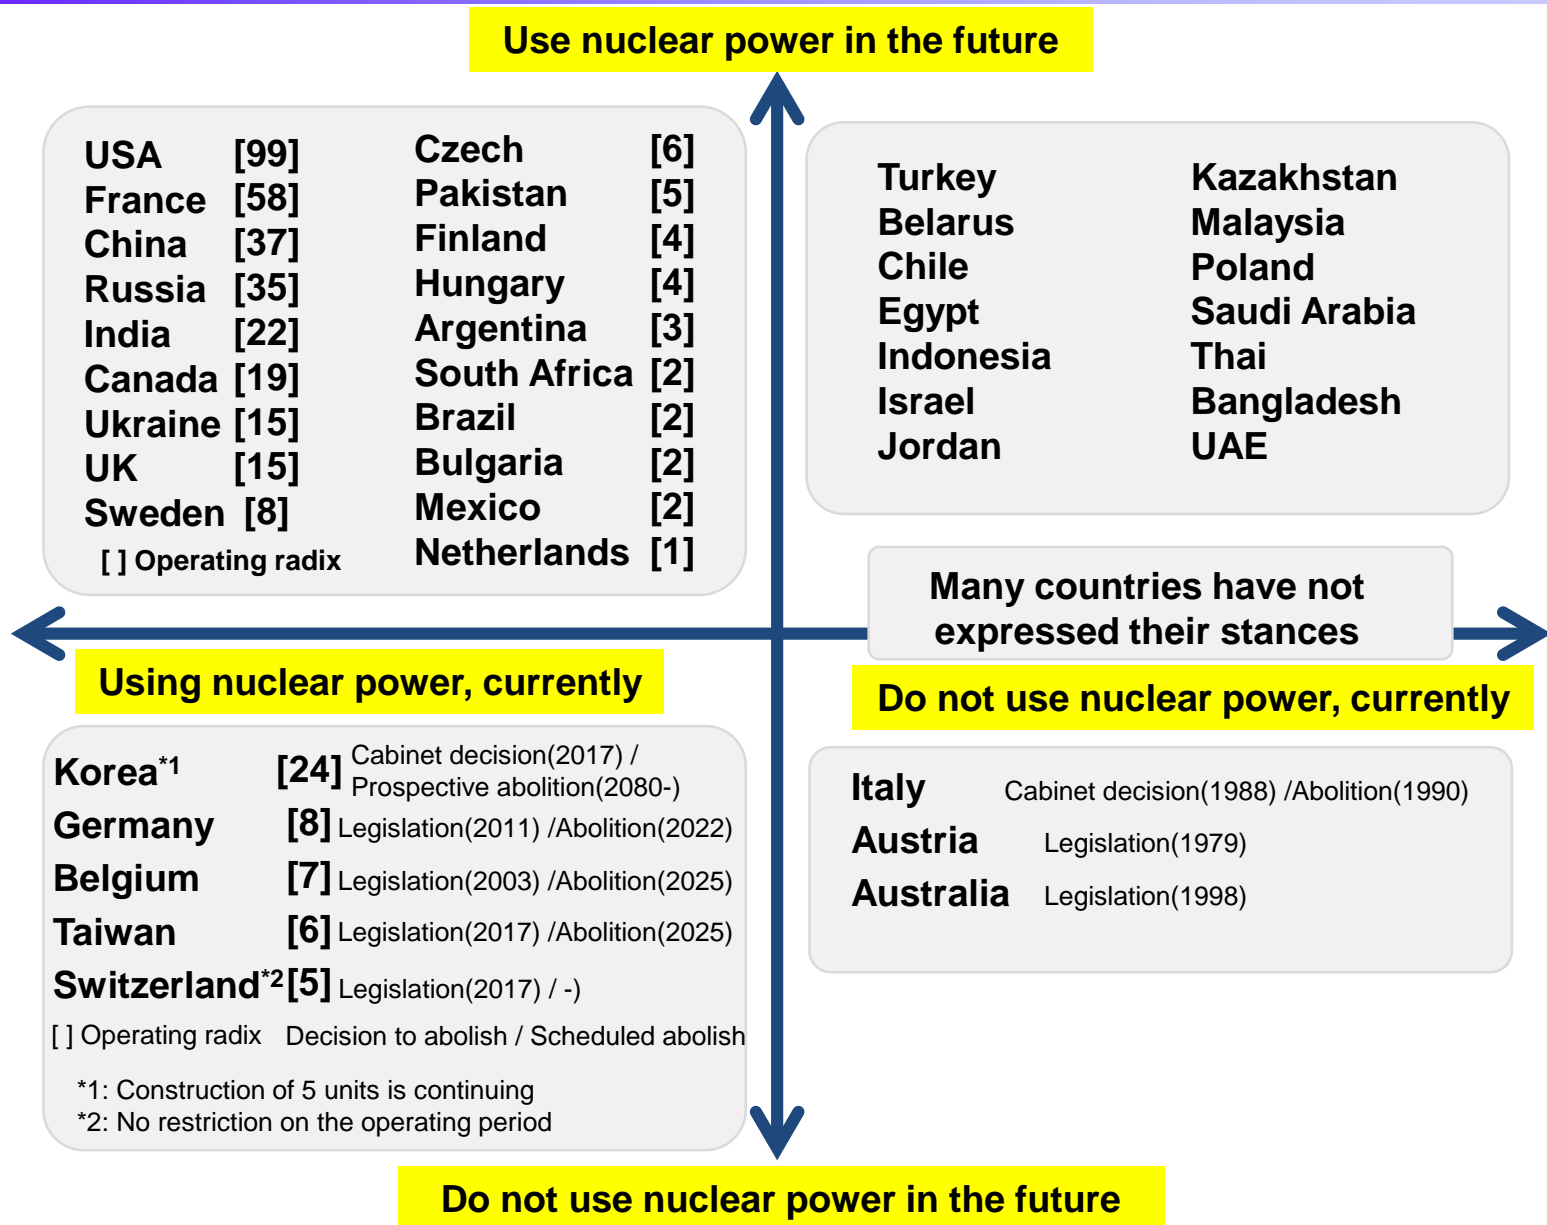 Use nuclear power in the future
USA [99]
France [58]
China [37]
Russia [35]
India [22]
Canada [19]
Ukraine [15]
UK [15]
Sweden [8]
[ ] Operating radix
Czech [6]
Pakistan [5]
Finland [4]
Hungary [4]
Argentina [3]
South Africa [2]
Brazil [2]
Bulgaria [2]
Mexico [2]
Netherlands [1]
Turkey
Belarus
Chile
Egypt
Indonesia
Israel
Jordan
Kazakhstan
Malaysia
Poland
Saudi Arabia
Thai
Bangladesh
UAE
Many countries have not
expressed their stances
Using nuclear power, currently
Do not use nuclear power, currently
Korea*1 [24] Cabinet decision(2017) /
Prospective abolition(2080-)
Germany [8] Legislation(2011) /Abolition(2022)
Belgium [7] Legislation(2003) /Abolition(2025)
Taiwan [6] Legislation(2017) /Abolition(2025)
Switzerland*2 [5] Legislation(2017) / -)
[ ] Operating radix Decision to abolish / Scheduled abolish
*1: Construction of 5 units is continuing
*2: No restriction on the operating period
Italy Cabinet decision(1988) /Abolition(1990)
Austria Legislation(1979)
Australia Legislation(1998)
Do not use nuclear power in the future